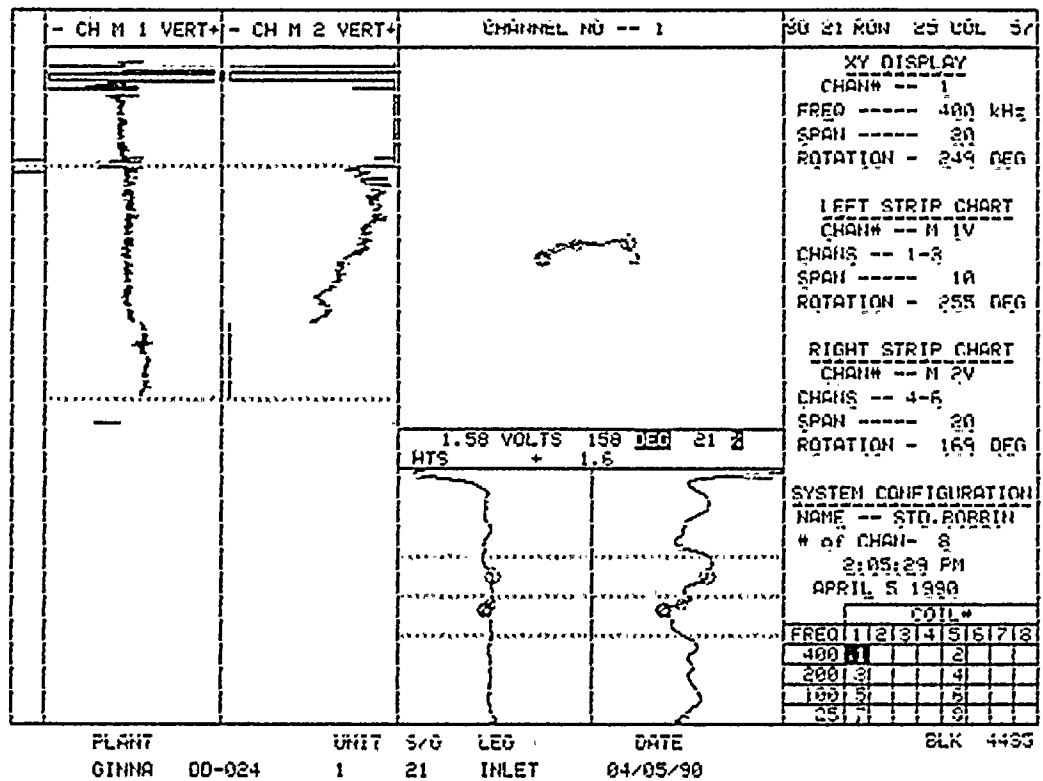 - CH M 1 VERT+
- CH M 2 VERT+
CHANNEL NO -- 1
SG 21 ROW 25 COL 57
XY DISPLAY
CHAN# -- 1
FREQ ----- 400 kHz
SPAN ----- 20
ROTATION - 249 DEG
LEFT STRIP CHART
CHAN# -- M 1V
CHANS -- 1-3
SPAN ----- 10
ROTATION - 255 DEG
RIGHT STRIP CHART
CHAN# -- M 2V
CHANS -- 4-6
SPAN ----- 20
ROTATION - 169 DEG
1.58 VOLTS 158 DEG 21 %
HTS + 1.6
SYSTEM CONFIGURATION
NAME -- STD.BOBBIN
# of CHAN- 8
2:05:29 PM
APRIL 5 1990
COIL#
FREQ 1 2 3 4 5 6 7 8
400 1 2
200 3 4
100 5 6
25 7 8
PLANT UNIT S/G LEG DATE BLK
GINNA DD-024 1 21 INLET 04/05/90